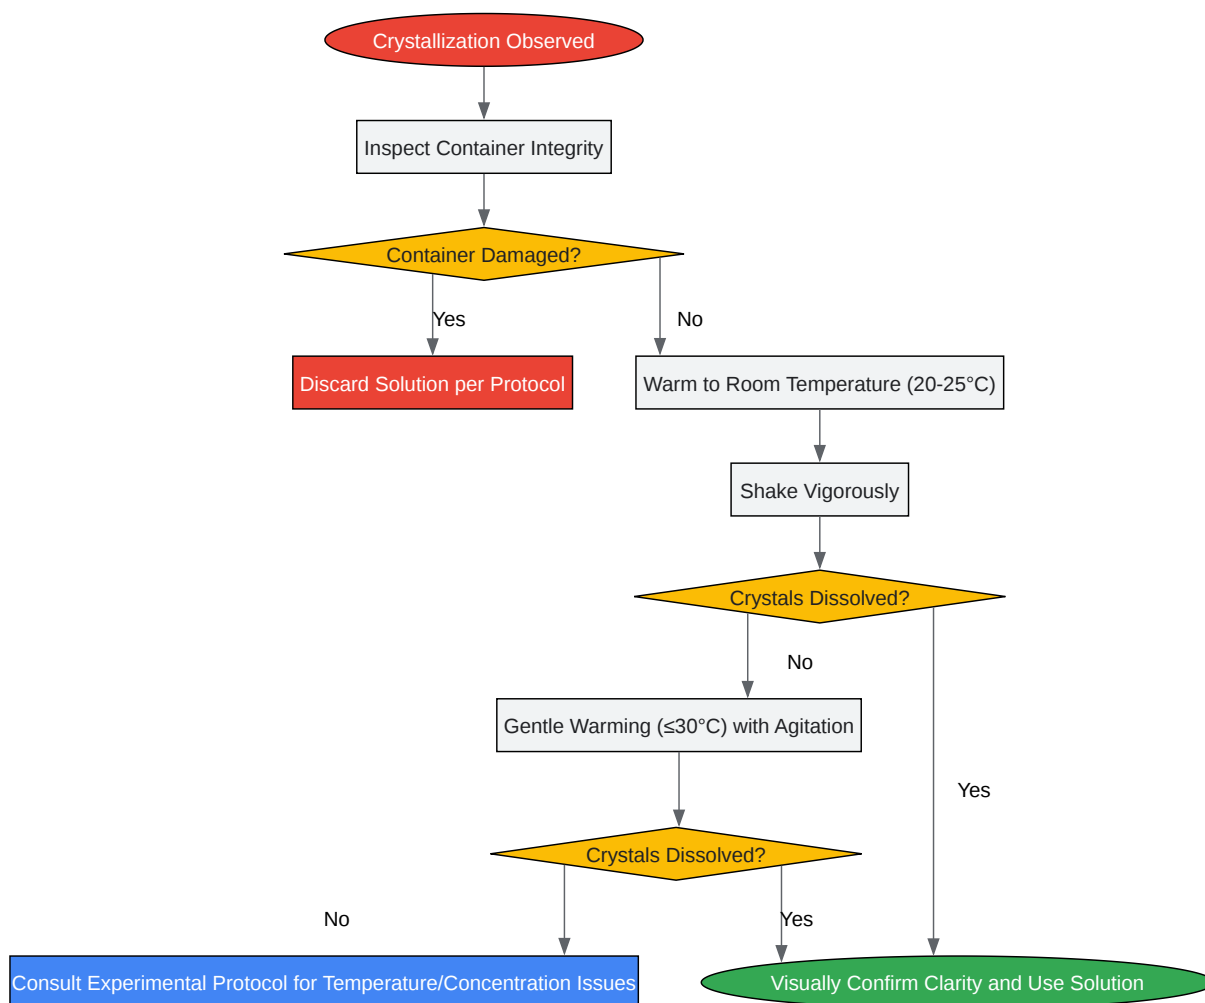 Crystallization Observed
Inspect Container Integrity
Container Damaged?
Yes
No
Discard Solution per Protocol
Warm to Room Temperature (20-25°C)
Shake Vigorously
Crystals Dissolved?
No
Gentle Warming (≤30°C) with Agitation
Yes
Crystals Dissolved?
No
Yes
Consult Experimental Protocol for Temperature/Concentration Issues
Visually Confirm Clarity and Use Solution